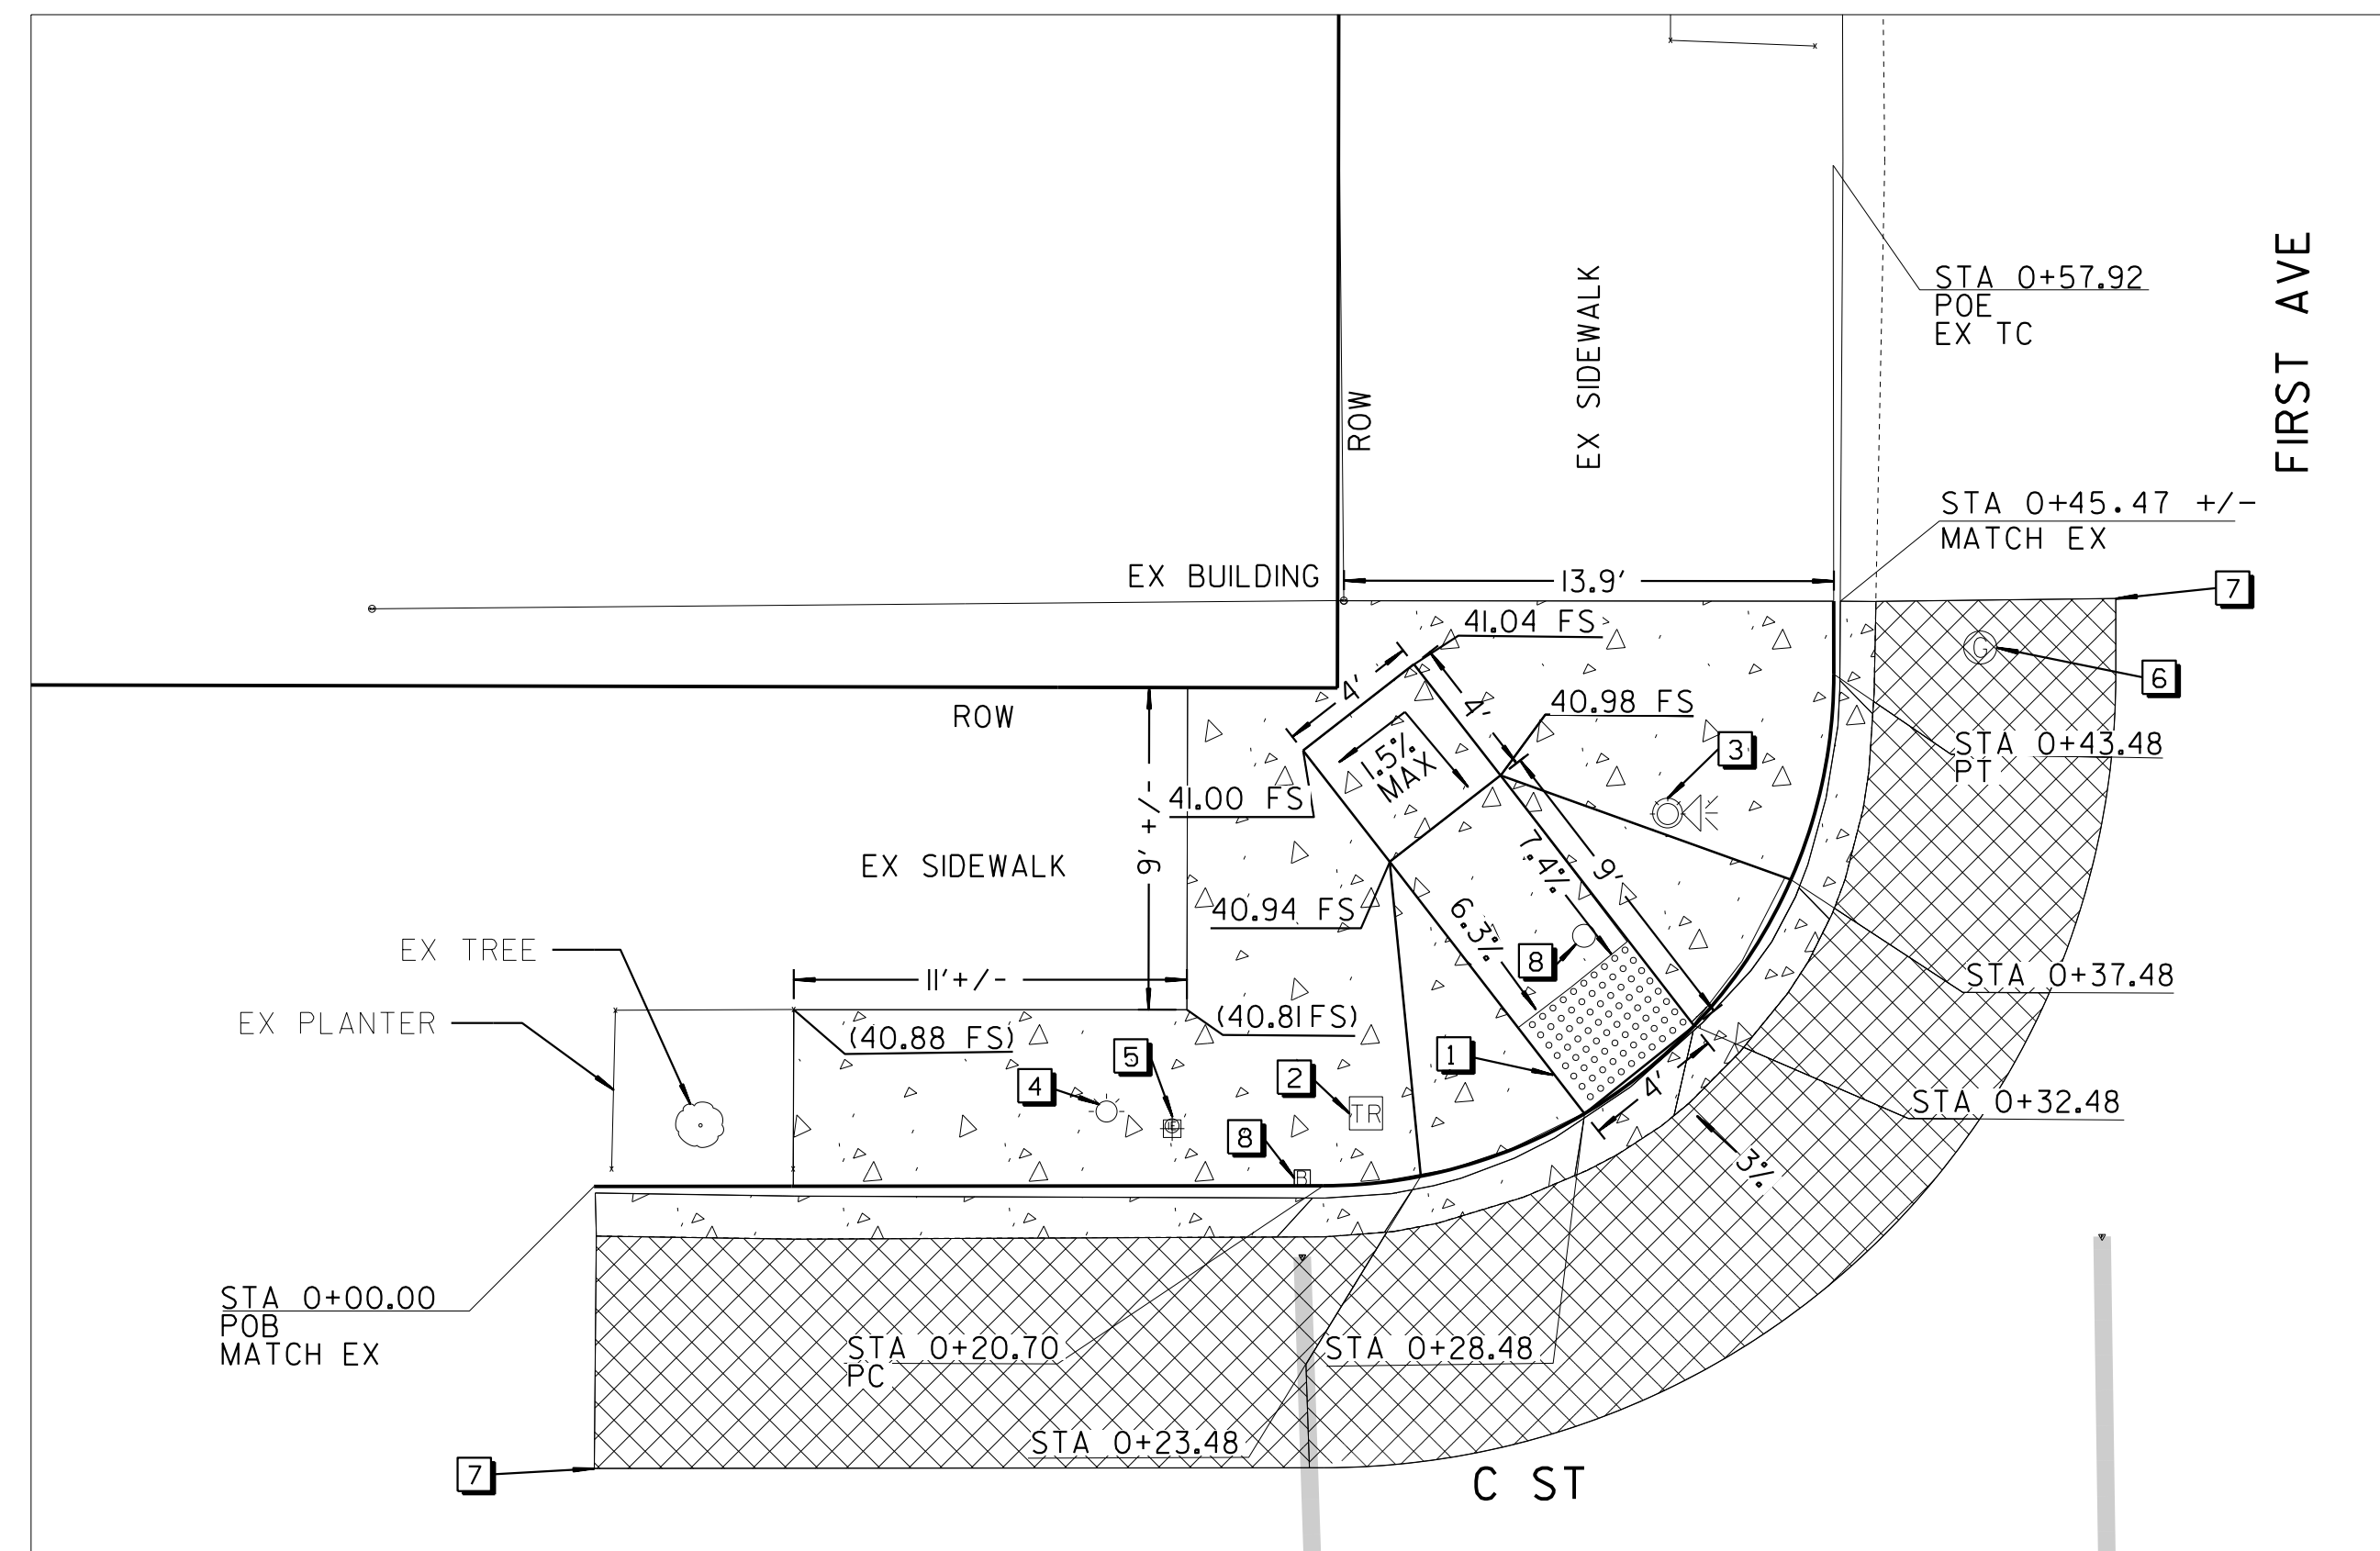 STA 0+57.92
POE
EX TC
FIRST AVE
EX SIDEWALK
ROW
STA 0+45.47 +/-
MATCH EX
EX BUILDING
13.9'
7
41.04 FS
6
4'
4'
ROW
40.98 FS
3
STA 0+43.48
PT
1.5%
MAX
41.00 FS
9' +/-
EX SIDEWALK
7.4%
9'
40.94 FS
6.3%
EX TREE
8
11'+/-
STA 0+37.48
EX PLANTER
(40.88 FS)
(40.81FS)
G
5
1
4
2
4'
TR
E
STA 0+32.48
8
3%
B
STA 0+00.00
POB
MATCH EX
STA 0+20.70
PC
STA 0+28.48
STA 0+23.48
7
C ST